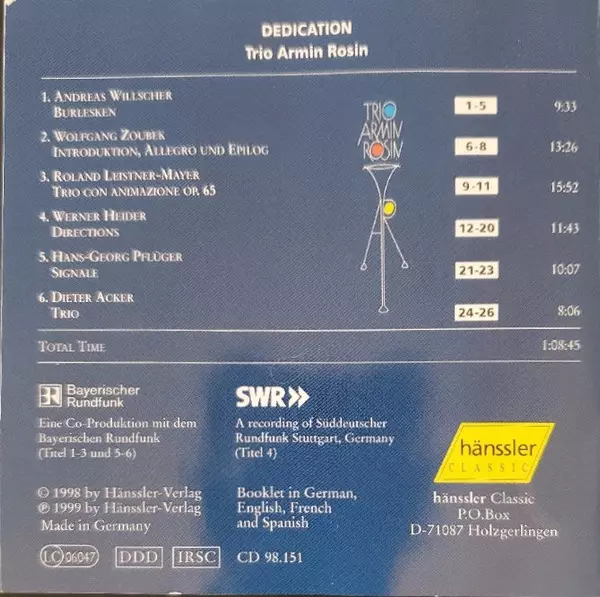 DEDICATION
Trio Armin Rosin
1. ANDREAS WILLSCHER
BURLESKEN
1-5
9:33
2. WOLFGANG ZOUBEK
INTRODUKTION, ALLEGRO UND EPILOG
6-8
13:26
3. ROLAND LEISTNER-MAYER
TRIO CON ANIMAZIONE OP. 65
9-11
15:52
4. WERNER HEIDER
DIRECTIONS
12-20
11:43
5. HANS-GEORG PFLÜGER
SIGNALE
21-23
10:07
6. DIETER ACKER
TRIO
24-26
8:06
TRIO
ARMIN
ROSIN
TOTAL TIME
1:08:45
BR Bayerischer
Rundfunk
Eine Co-Produktion mit dem
Bayerischen Rundfunk
(Titel 1-3 und 5-6)
SWR
A recording of Süddeutscher
Rundfunk Stuttgart, Germany
(Titel 4)
hänssler
CLASSIC
© 1998 by Hänssler-Verlag
℗ 1999 by Hänssler-Verlag
Made in Germany
Booklet in German,
English, French
and Spanish
hänssler Classic
P.O.Box
D-71087 Holzgerlingen
LC 06047
DDD
IRSC
CD 98.151